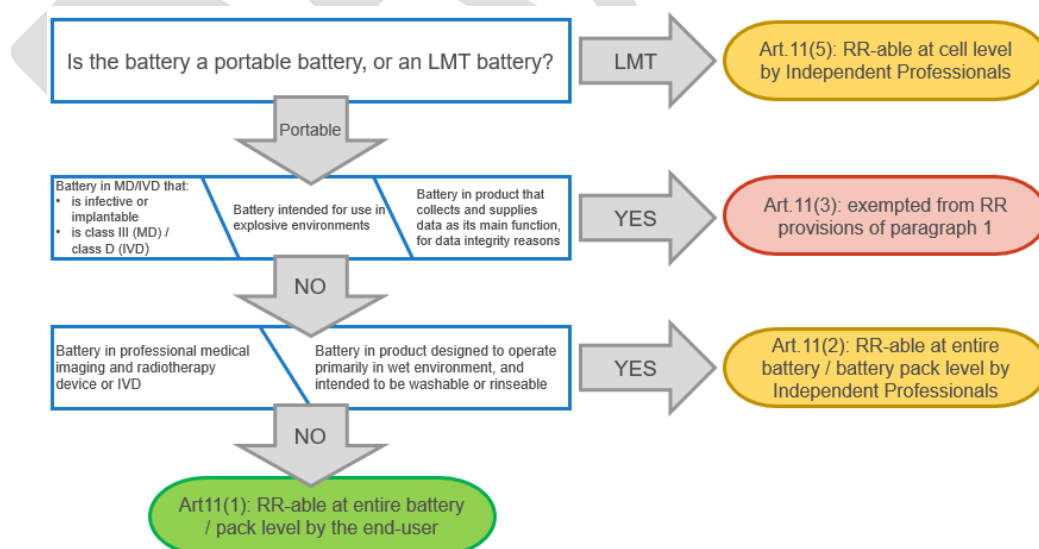 Is the battery a portable battery, or an LMT battery?
LMT
Art.11(5): RR-able at cell level
by Independent Professionals
Portable
Battery in MD/IVD that:
• is infective or
implantable
• is class III (MD) /
class D (IVD)
Battery intended for use in
explosive environments
Battery in product that
collects and supplies
data as its main function,
for data integrity reasons
YES
Art.11(3): exempted from RR
provisions of paragraph 1
NO
Battery in professional medical
imaging and radiotherapy
device or IVD
Battery in product designed to operate
primarily in wet environment, and
intended to be washable or rinseable
YES
Art.11(2): RR-able at entire
battery / battery pack level by
Independent Professionals
NO
Art11(1): RR-able at entire battery
/ pack level by the end-user